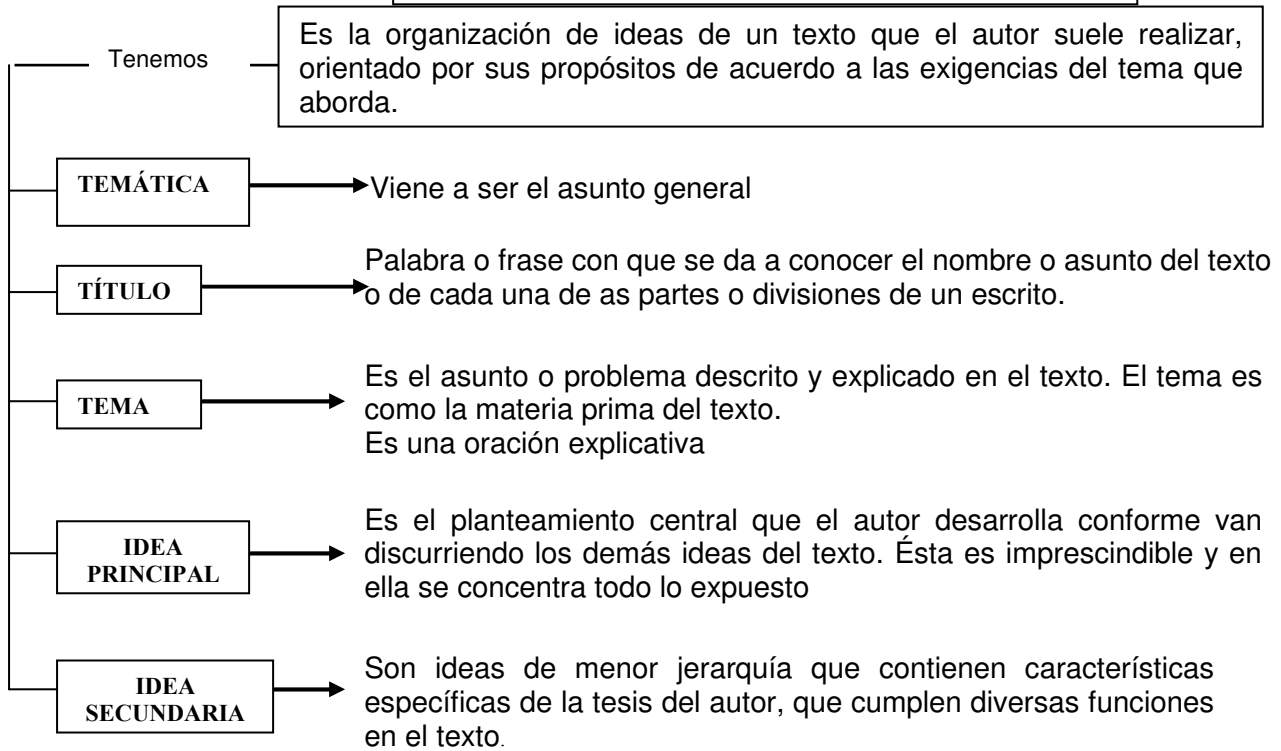 Es la organización de ideas de un texto que el autor suele realizar,
Tenemos
orientado por sus propósitos de acuerdo a las exigencias del tema que
aborda.
TEMÁTICA
Viene a ser el asunto general
Palabra o frase con que se da a conocer el nombre o asunto del texto
TÍTULO
o de cada una de as partes o divisiones de un escrito.
Es el asunto o problema descrito y explicado en el texto. El tema es
TEMA
como la materia prima del texto.
Es una oración explicativa
Es el planteamiento central que el autor desarrolla conforme van
IDEA
PRINCIPAL
discurriendo los demás ideas del texto. Ésta es imprescindible y en
ella se concentra todo lo expuesto
Son ideas de menor jerarquía que contienen características
IDEA
SECUNDARIA
específicas de la tesis del autor, que cumplen diversas funciones
en el texto.